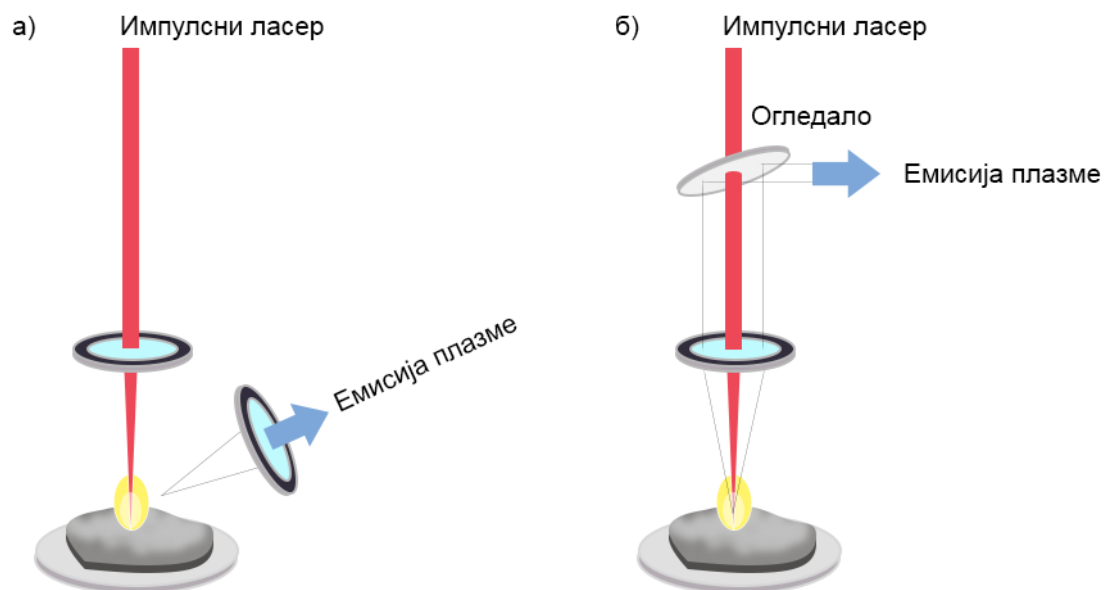 а) Импулсни ласер
Емисија плазме
б) Импулсни ласер
Огледало
Емисија плазме